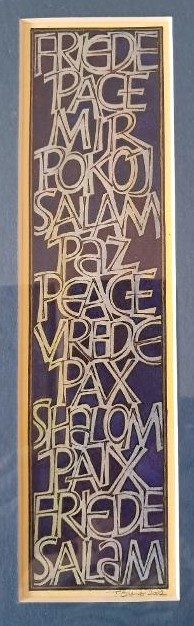 FRIEDE
PACE
MIR
POKOJ
SALAM
PaZ
PEACE
VREDE
PAX
SHaLOM
PAIX
FRIEDE
SALaM